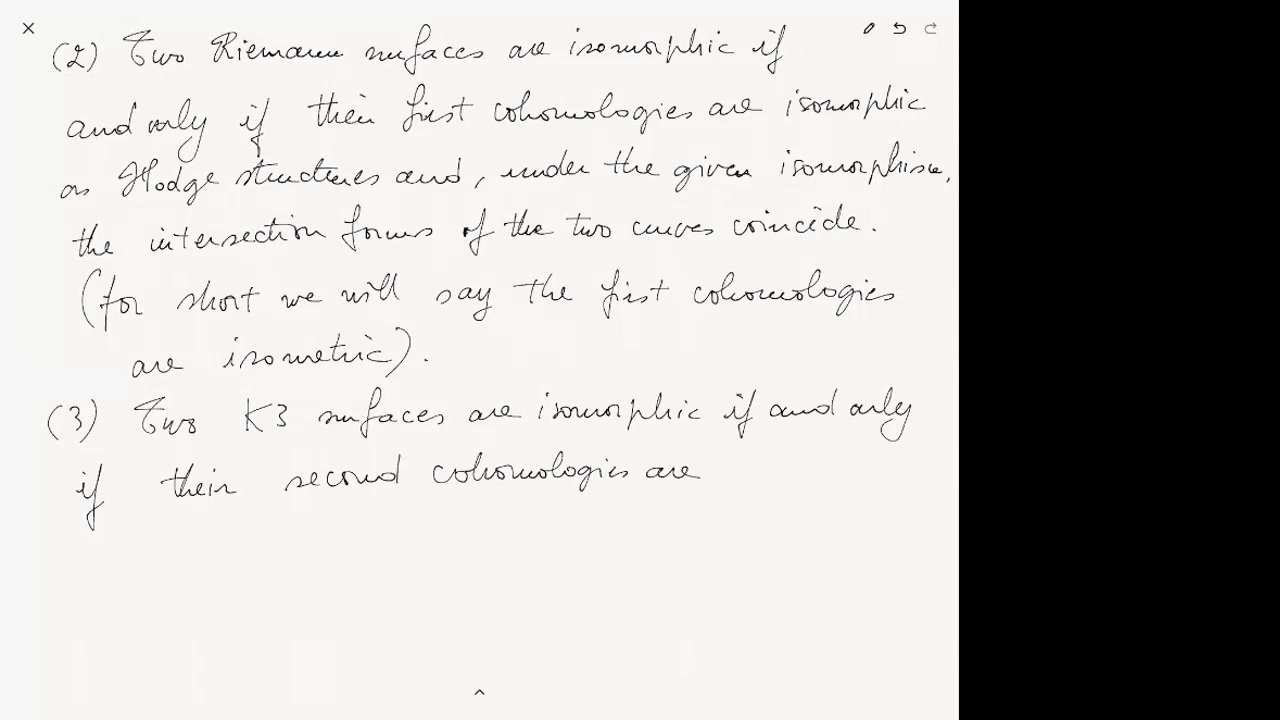 (2) Two Riemann surfaces are isomorphic if
and only if their first cohomologies are isomorphic
as Hodge structures and, under the given isomorphism,
the intersection forms of the two curves coincide.
(for short we will say the first cohomologies
are isometric).
(3) Two K3 surfaces are isomorphic if and only
if their second cohomologies are